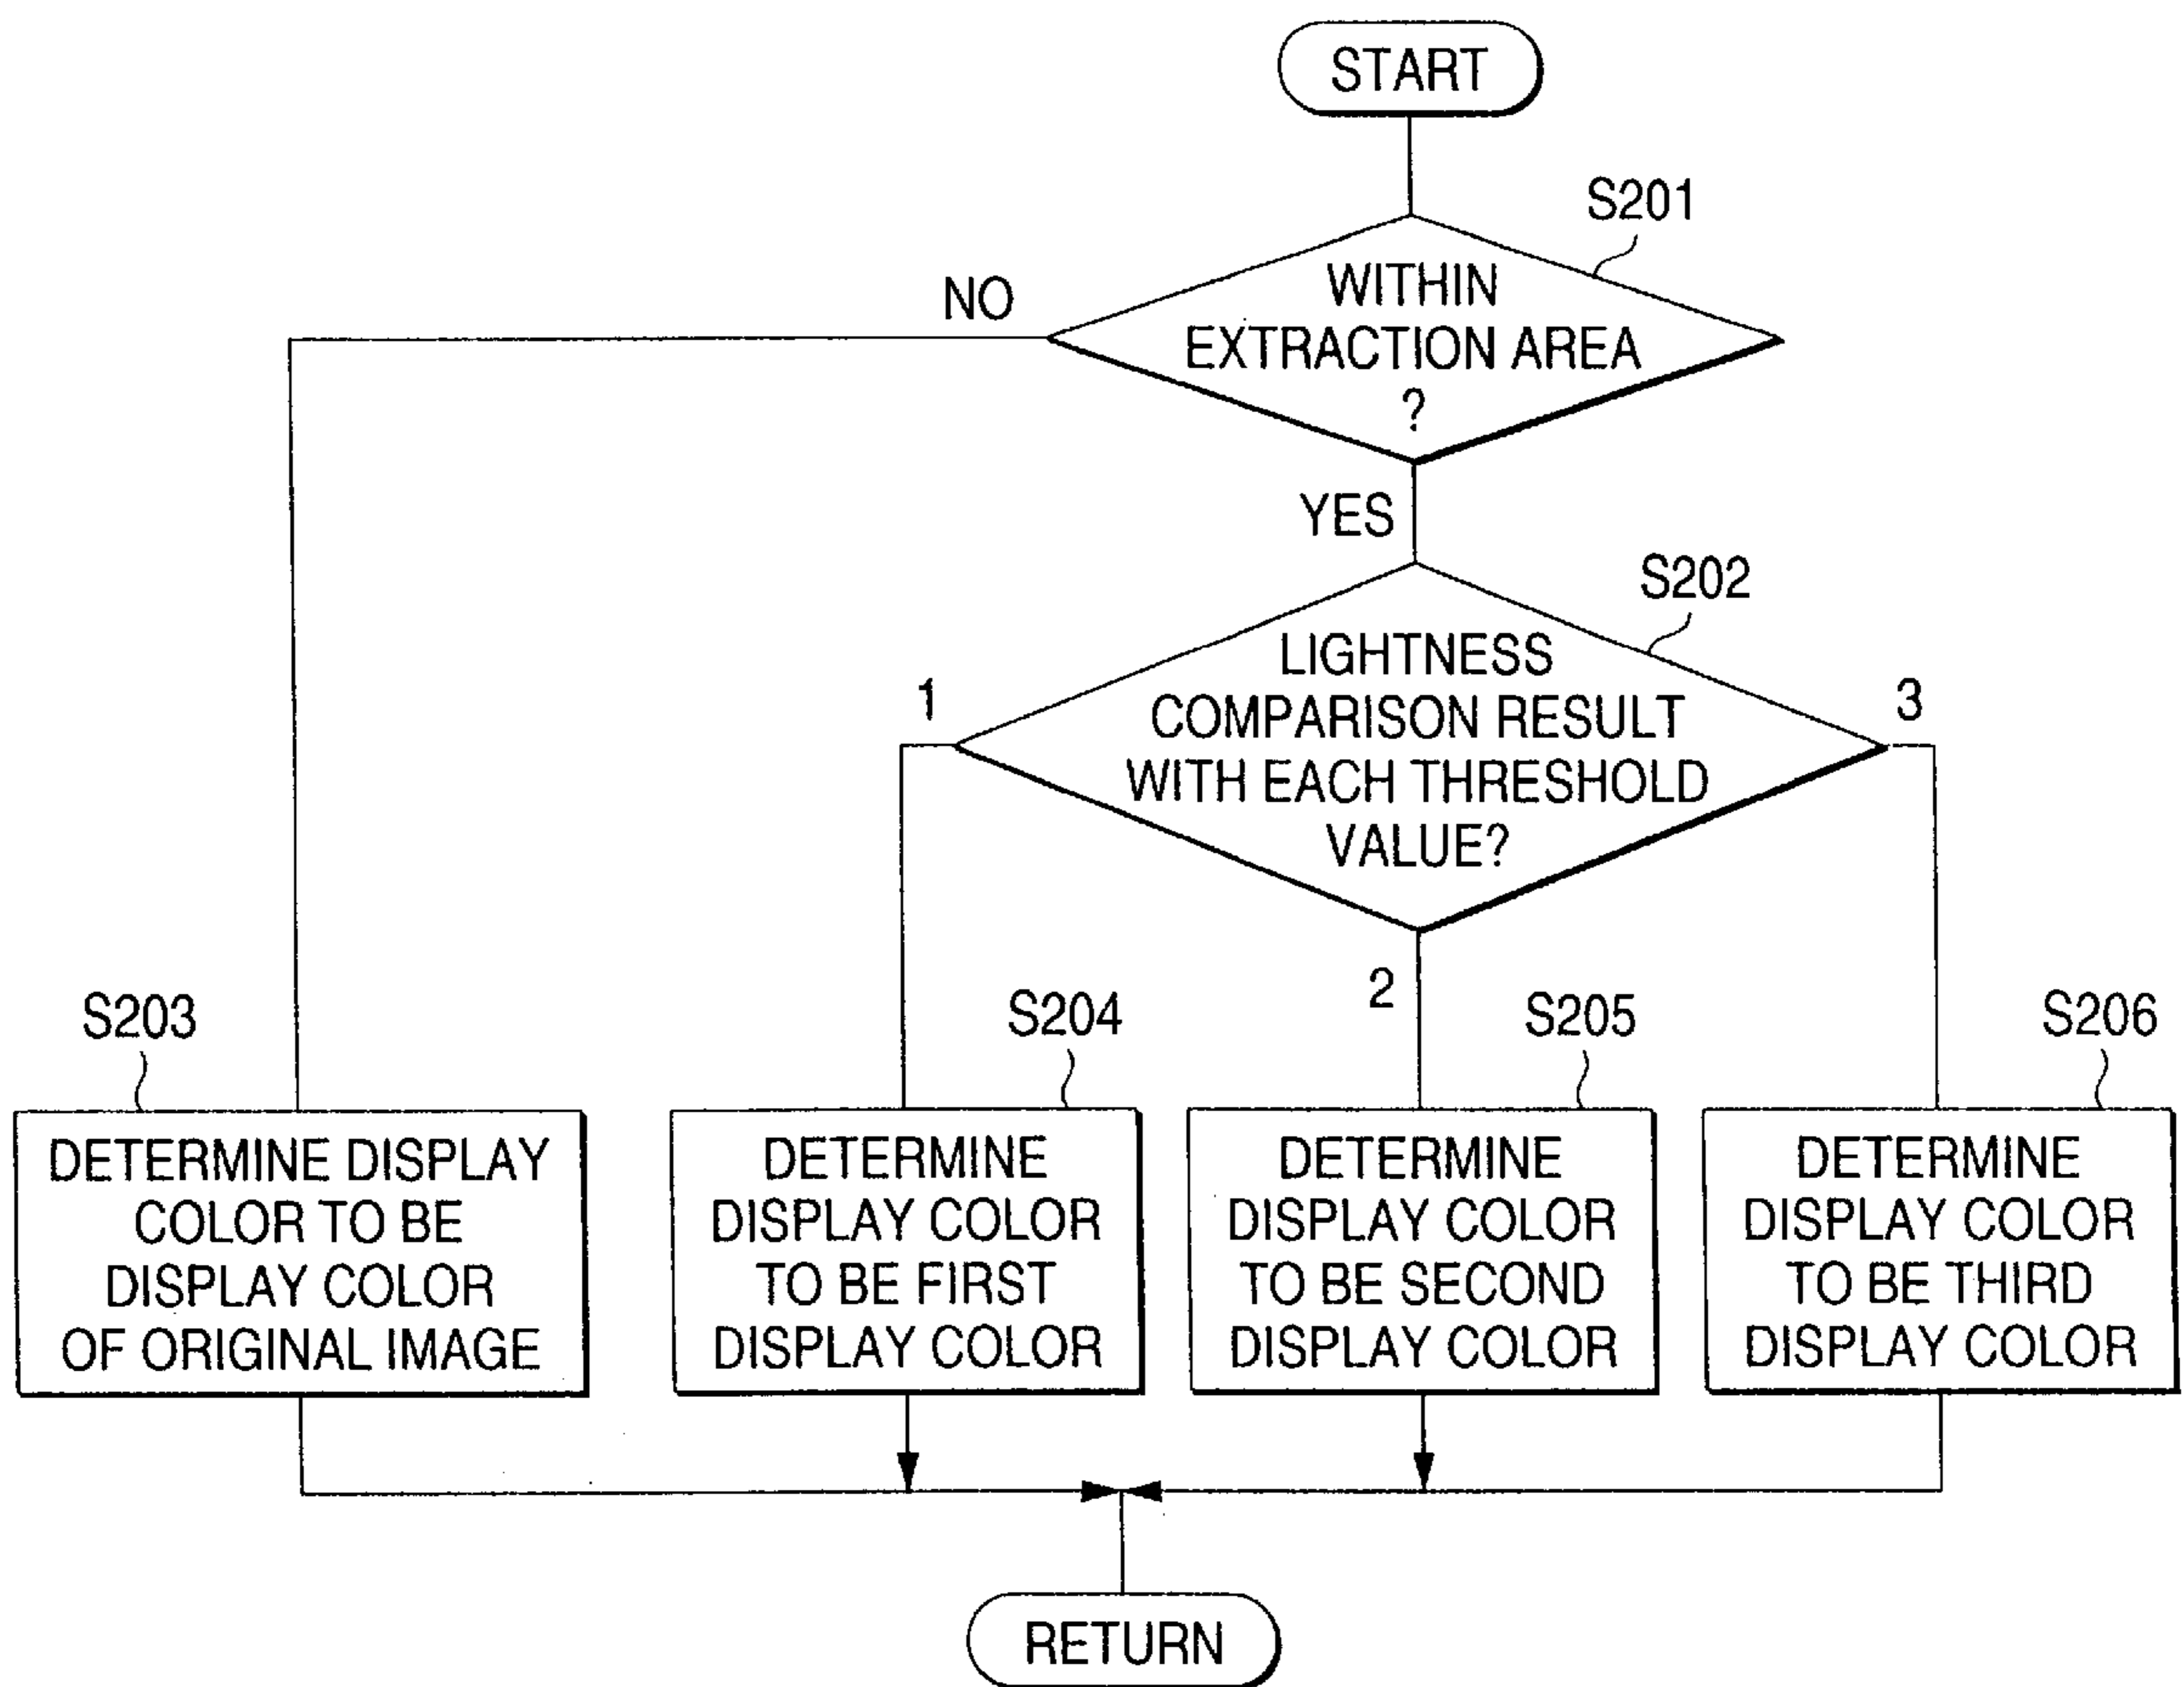 START
S201
NO
WITHIN
EXTRACTION AREA
?
YES
S202
LIGHTNESS
COMPARISON RESULT
WITH EACH THRESHOLD
VALUE?
1
3
2
S203
S204
S205
S206
DETERMINE DISPLAY
COLOR TO BE
DISPLAY COLOR
OF ORIGINAL IMAGE
DETERMINE
DISPLAY COLOR
TO BE FIRST
DISPLAY COLOR
DETERMINE
DISPLAY COLOR
TO BE SECOND
DISPLAY COLOR
DETERMINE
DISPLAY COLOR
TO BE THIRD
DISPLAY COLOR
RETURN